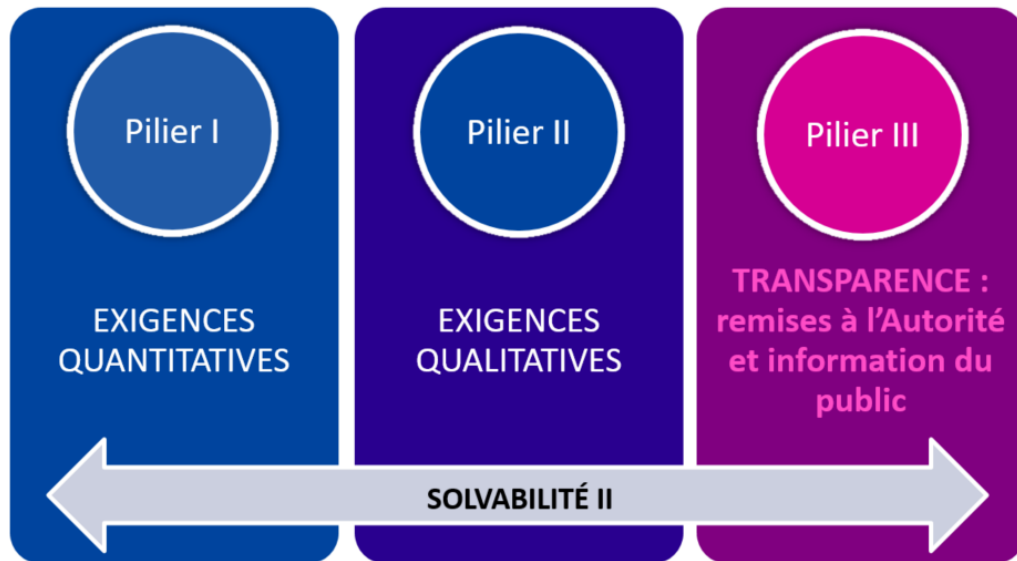 Pilier I
EXIGENCES
QUANTITATIVES
Pilier II
EXIGENCES
QUALITATIVES
Pilier III
TRANSPARENCE :
remises à l’Autorité
et information du
public
SOLVABILITÉ II